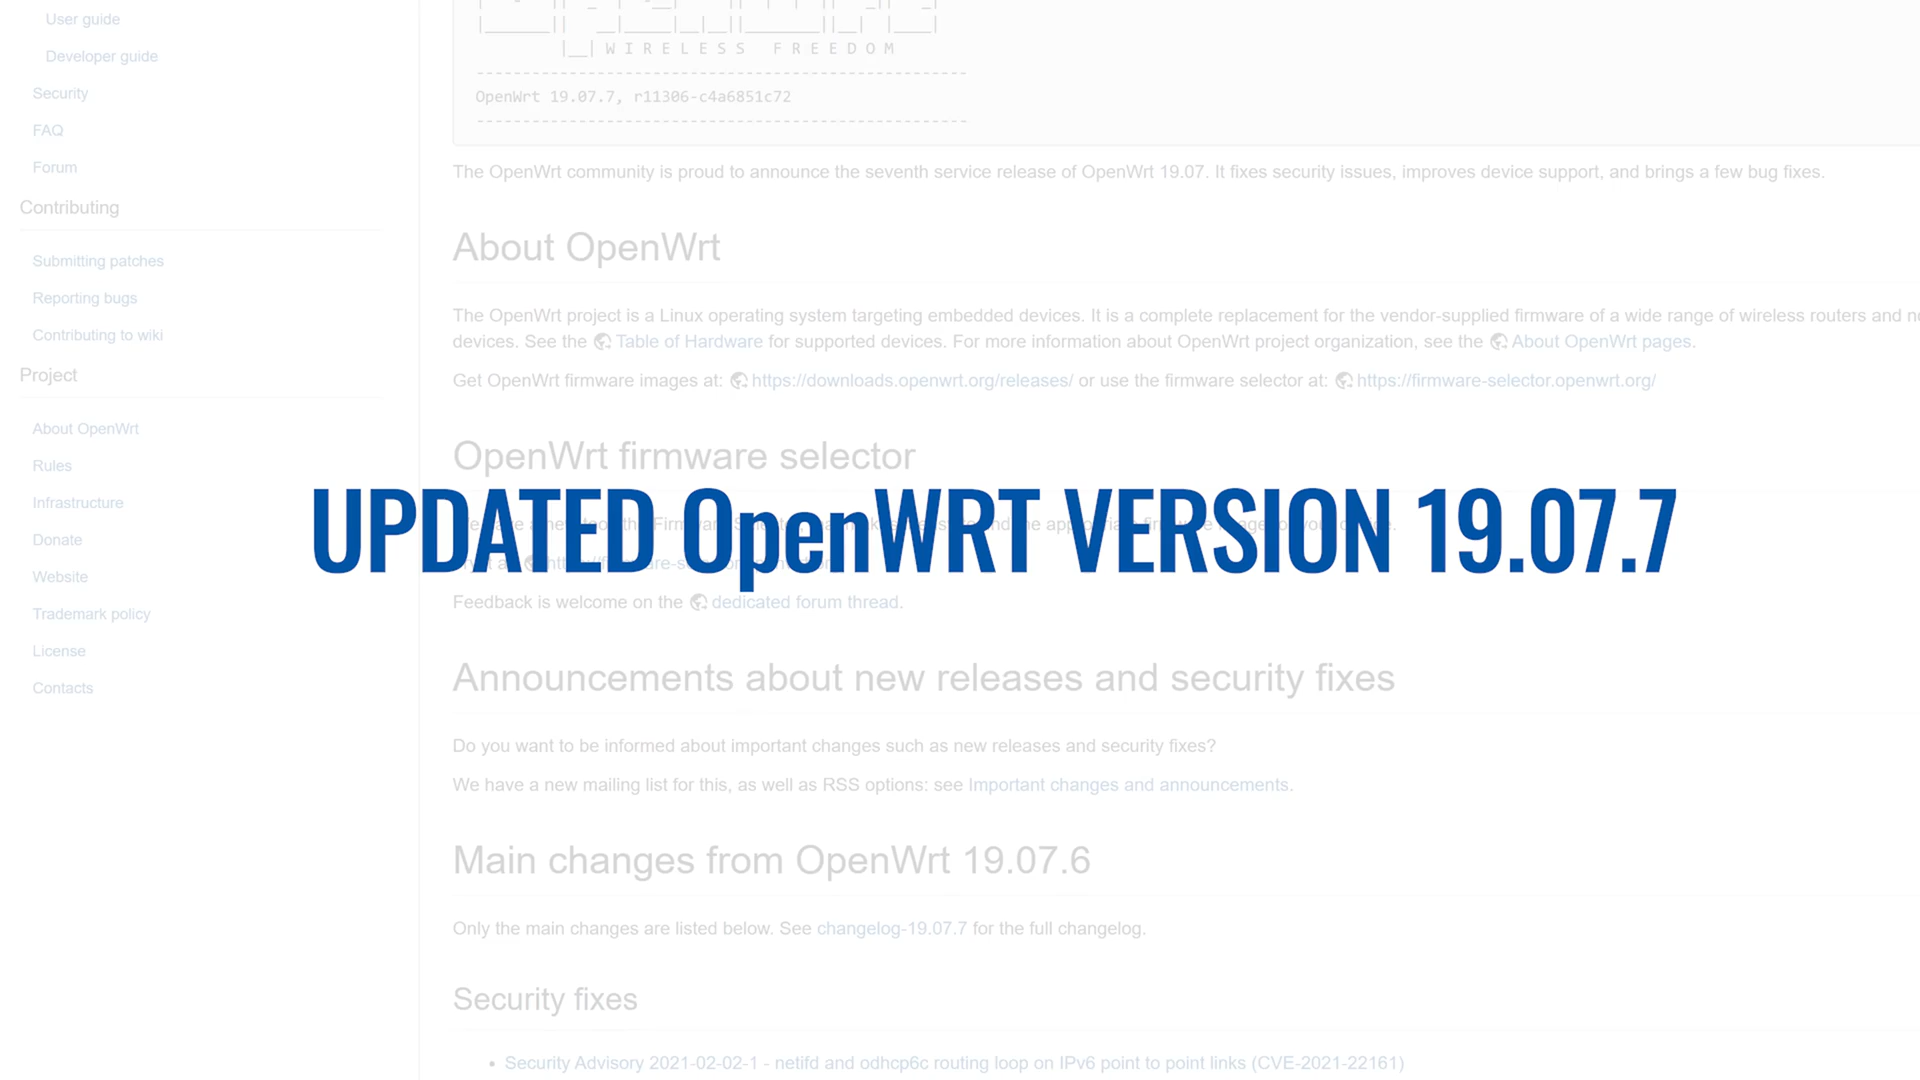 User guide
Developer guide
Security
FAQ
Forum
Contributing
Submitting patches
Reporting bugs
Contributing to wiki
Project
About OpenWrt
Rules
Infrastructure
Donate
Website
Trademark policy
License
Contacts
W I R E L E S S F R E E D O M
OpenWrt 19.07.7, r11306-c4a6851c72
The OpenWrt community is proud to announce the seventh service release of OpenWrt 19.07. It fixes security issues, improves device support, and brings a few bug fixes.
About OpenWrt
The OpenWrt project is a Linux operating system targeting embedded devices. It is a complete replacement for the vendor-supplied firmware of a wide range of wireless routers and
devices. See the Table of Hardware for supported devices. For more information about OpenWrt project organization, see the About OpenWrt pages.
Get OpenWrt firmware images at: https://downloads.openwrt.org/releases/ or use the firmware selector at: https://firmware-selector.openwrt.org/
OpenWrt firmware selector
UPDATED OpenWRT VERSION 19.07.7
Feedback is welcome on the dedicated forum thread.
Announcements about new releases and security fixes
Do you want to be informed about important changes such as new releases and security fixes?
We have a new mailing list for this, as well as RSS options: see Important changes and announcements.
Main changes from OpenWrt 19.07.6
Only the main changes are listed below. See changelog-19.07.7 for the full changelog.
Security fixes
• Security Advisory 2021-02-02-1 - netifd and odhcp6c routing loop on IPv6 point to point links (CVE-2021-22161)